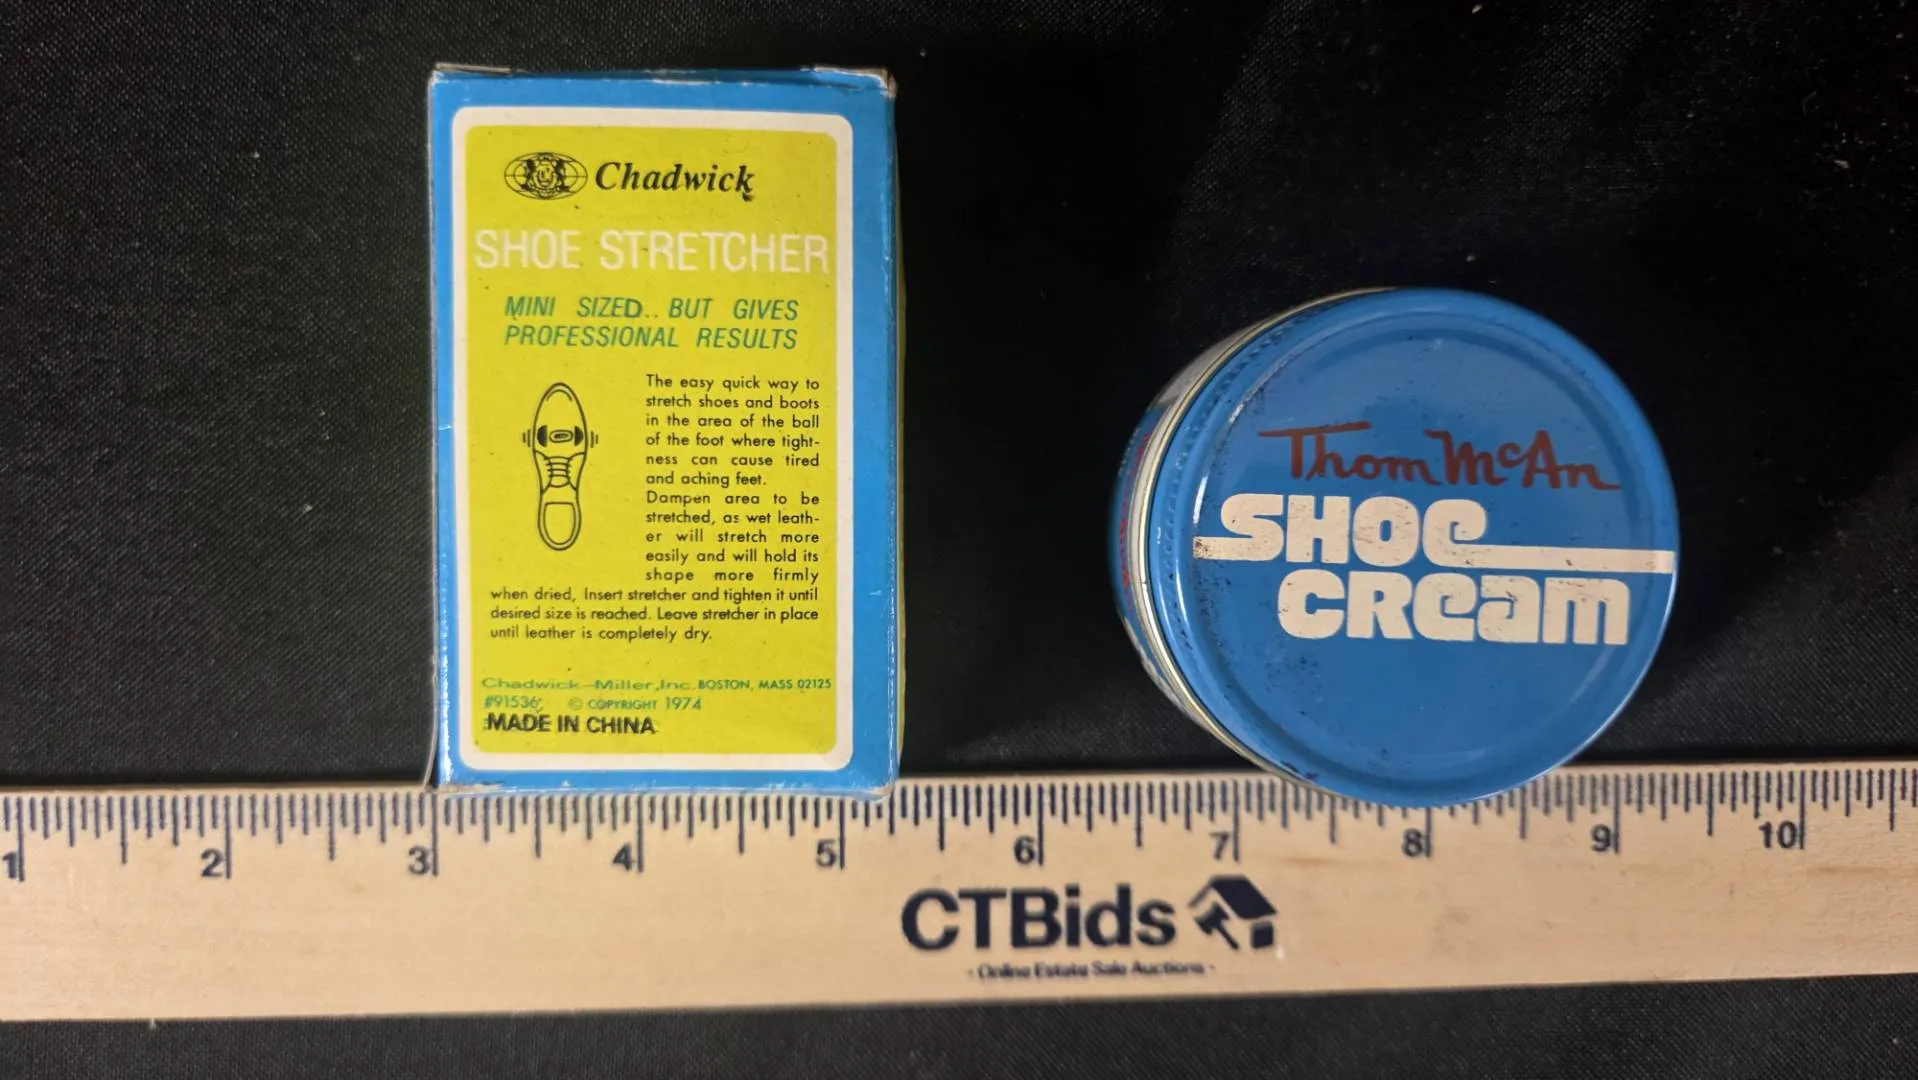 Chadwick
SHOE STRETCHER
MINI SIZED.. BUT GIVES
PROFESSIONAL RESULTS
The easy quick way to
stretch shoes and boots
in the area of the ball
of the foot where tight-
ness can cause tired
and aching feet.
Dampen area to be
stretched, as wet leath-
er will stretch more
easily and will hold its
shape more firmly
when dried, Insert stretcher and tighten it until
desired size is reached. Leave stretcher in place
until leather is completely dry.
Chadwick-Miller, Inc. BOSTON, MASS 02125
#91536 © COPYRIGHT 1974
MADE IN CHINA
Thom McAn
SHOE
CREAM
1 2 3 4 5 6 7 8 9 10
CTBids
- Online Estate Sale Auctions -